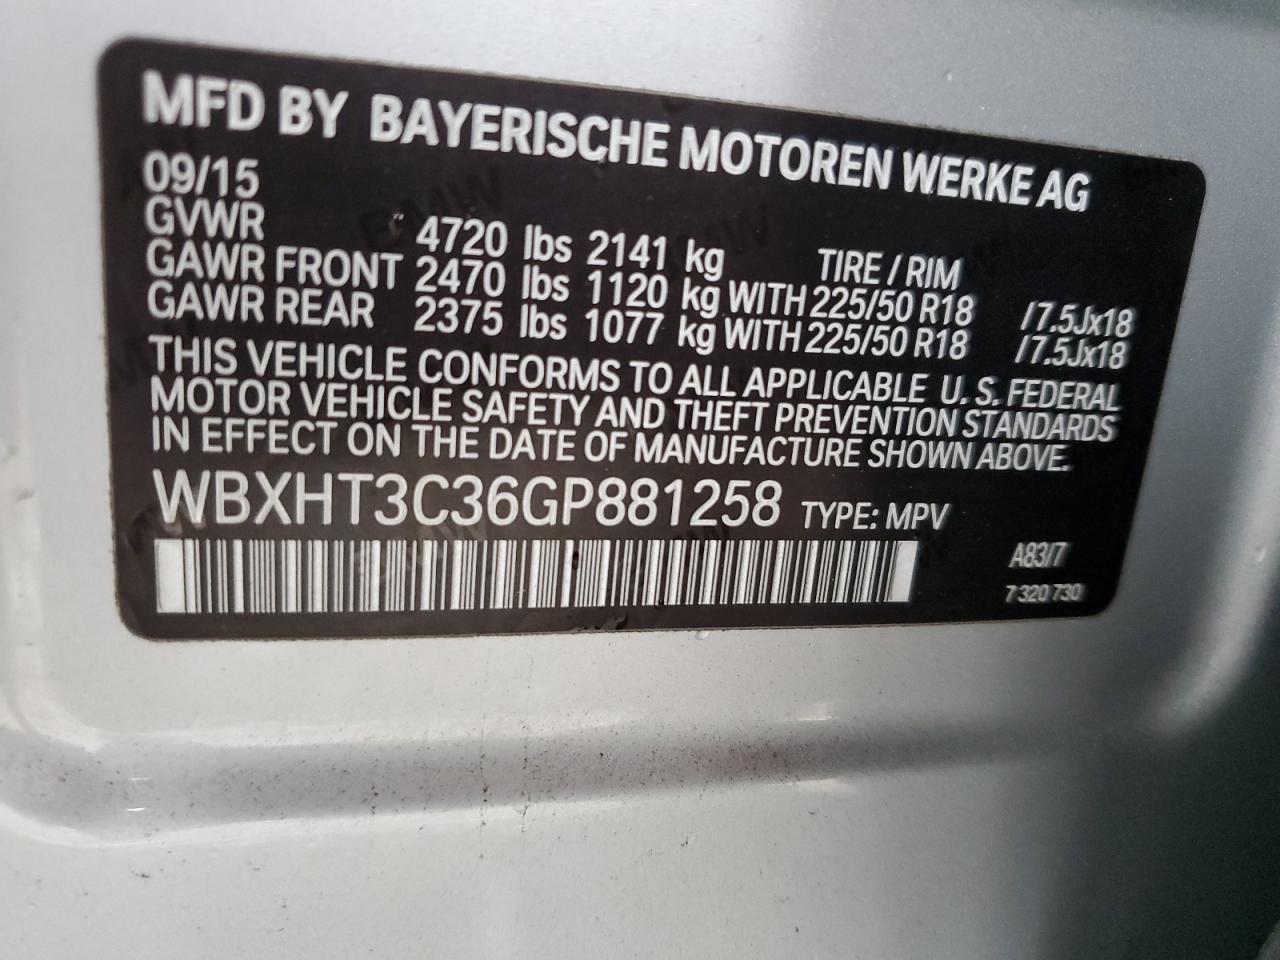 MFD BY BAYERISCHE MOTOREN WERKE AG
09/15
GVWR 4720 lbs 2141 kg TIRE / RIM
GAWR FRONT 2470 lbs 1120 kg WITH 225/50 R18 /7.5Jx18
GAWR REAR 2375 lbs 1077 kg WITH 225/50 R18 /7.5Jx18
THIS VEHICLE CONFORMS TO ALL APPLICABLE U. S. FEDERAL
MOTOR VEHICLE SAFETY AND THEFT PREVENTION STANDARDS
IN EFFECT ON THE DATE OF MANUFACTURE SHOWN ABOVE.
WBXHT3C36GP881258 TYPE: MPV
A83/7
7 320 730